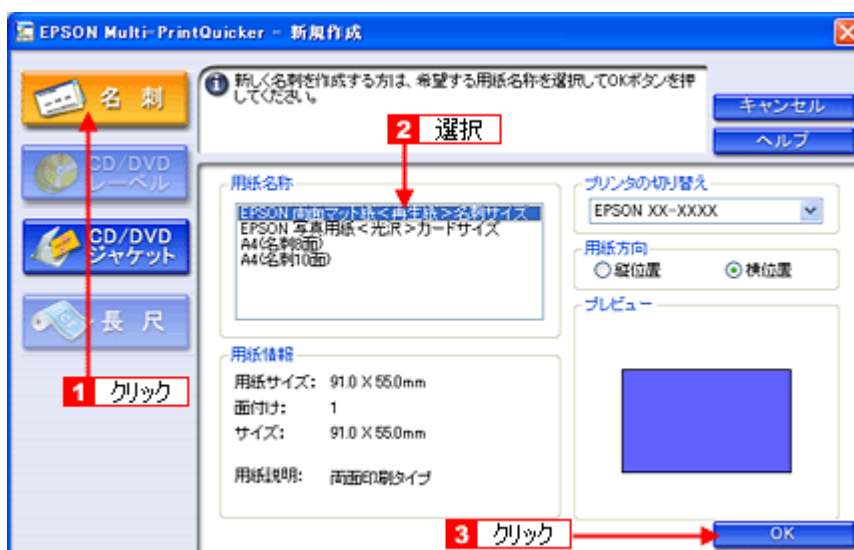 EPSON Multi-PrintQuicker - 新規作成
名 刺
CD/DVD
レーベル
CD/DVD
ジャケット
長 尺
1 クリック
新しく名刺を作成する方は、希望する用紙名称を選択してOKボタンを押
してください。
キャンセル
ヘルプ
2 選択
用紙名称
EPSON 両面マット紙<再生紙>名刺サイズ
EPSON 写真用紙<光沢>カードサイズ
A4(名刺8面)
A4(名刺10面)
用紙情報
用紙サイズ: 91.0 X 55.0mm
面付け: 1
サイズ: 91.0 X 55.0mm
用紙説明: 両面印刷タイプ
プリンタの切り替え
EPSON XX-XXXX
用紙方向
縦位置 横位置
プレビュー
3 クリック
OK